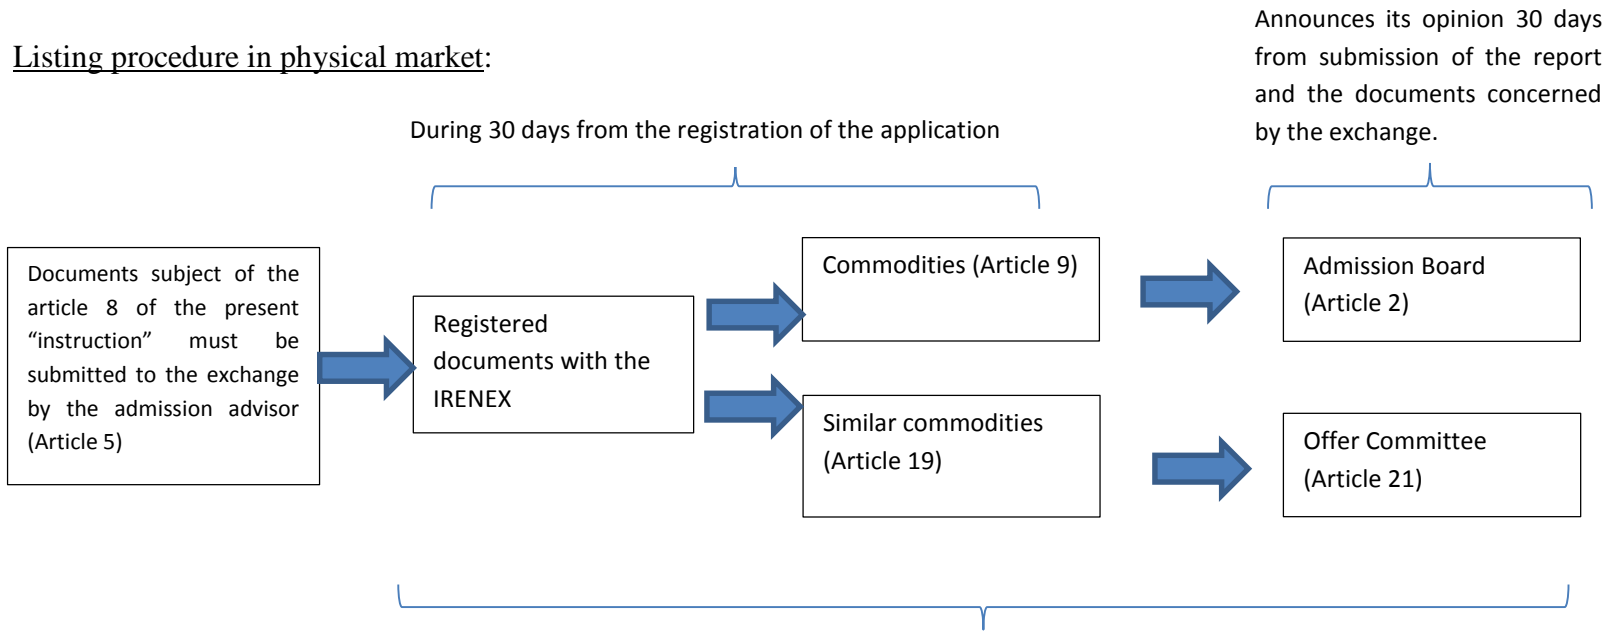 Announces its opinion 30 days
from submission of the report
and the documents concerned
by the exchange.
Listing procedure in physical market:
During 30 days from the registration of the application
Documents subject of the
article 8 of the present
“instruction” must be
submitted to the exchange
by the admission advisor
(Article 5)
Registered
documents with the
IRENEX
Commodities (Article 9)
Similar commodities
(Article 19)
Admission Board
(Article 2)
Offer Committee
(Article 21)